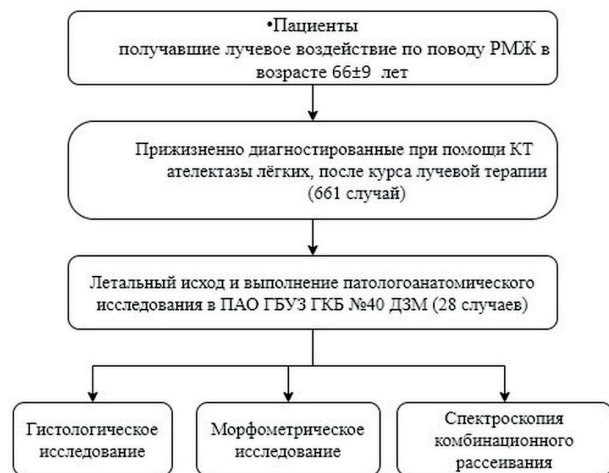 •Пациенты
получавшие лучевое воздействие по поводу РМЖ в
возрасте 66±9 лет
Прижизненно диагностированные при помощи КТ
ателектазы лёгких, после курса лучевой терапии
(661 случай)
Летальный исход и выполнение патологоанатомического
исследования в ПАО ГБУЗ ГКБ №40 ДЗМ (28 случаев)
Гистологическое
исследование
Морфометрическое
исследование
Спектроскопия
комбинационного
рассеивания